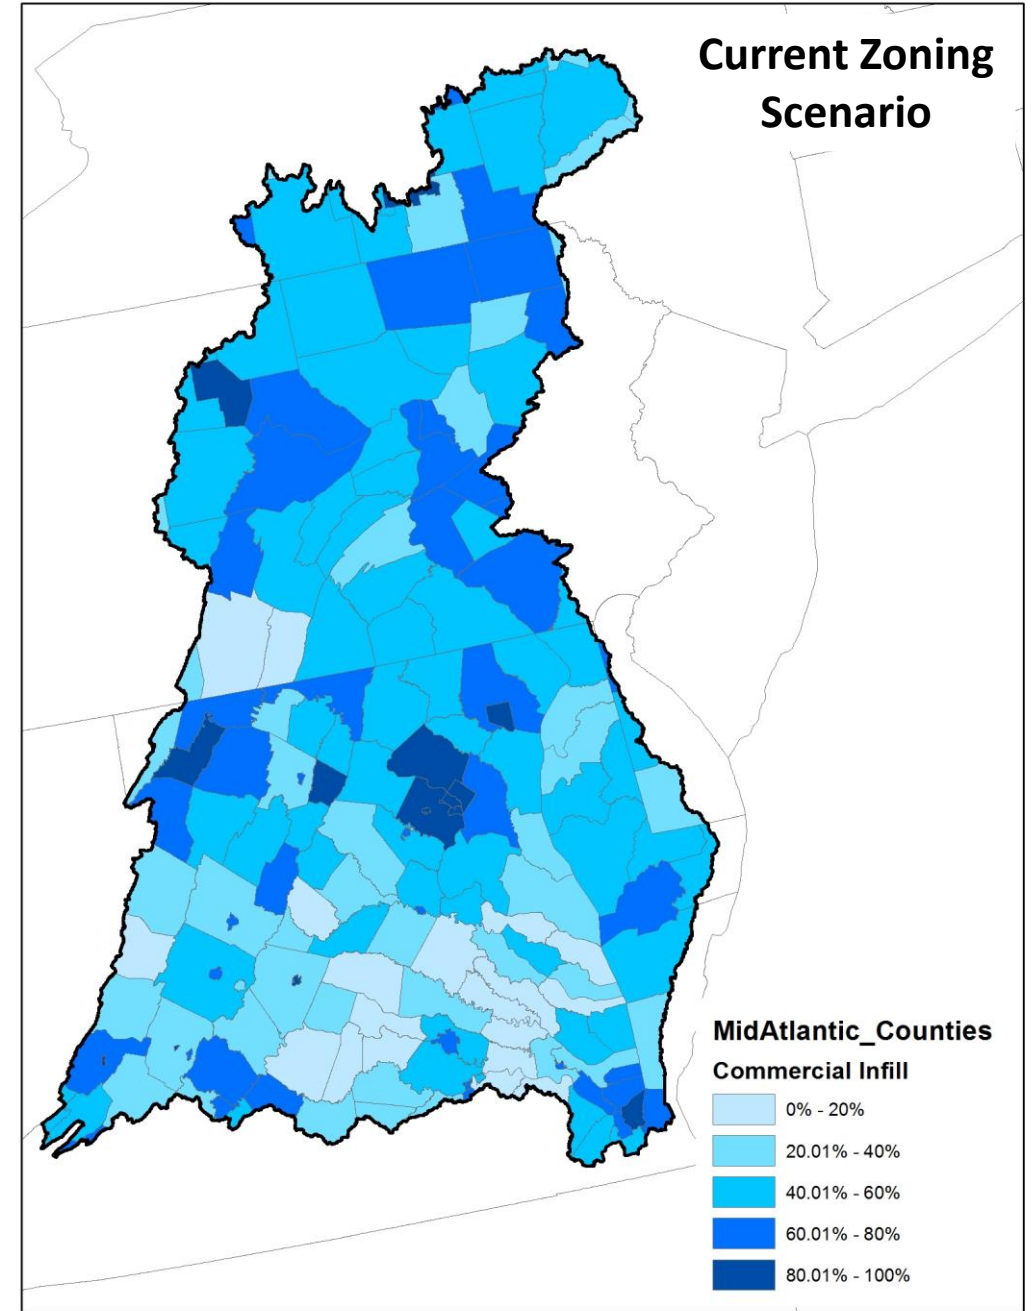 Current Zoning
Scenario
MidAtlantic_Counties
Commercial Infill
0% - 20%
20.01% - 40%
40.01% - 60%
60.01% - 80%
80.01% - 100%